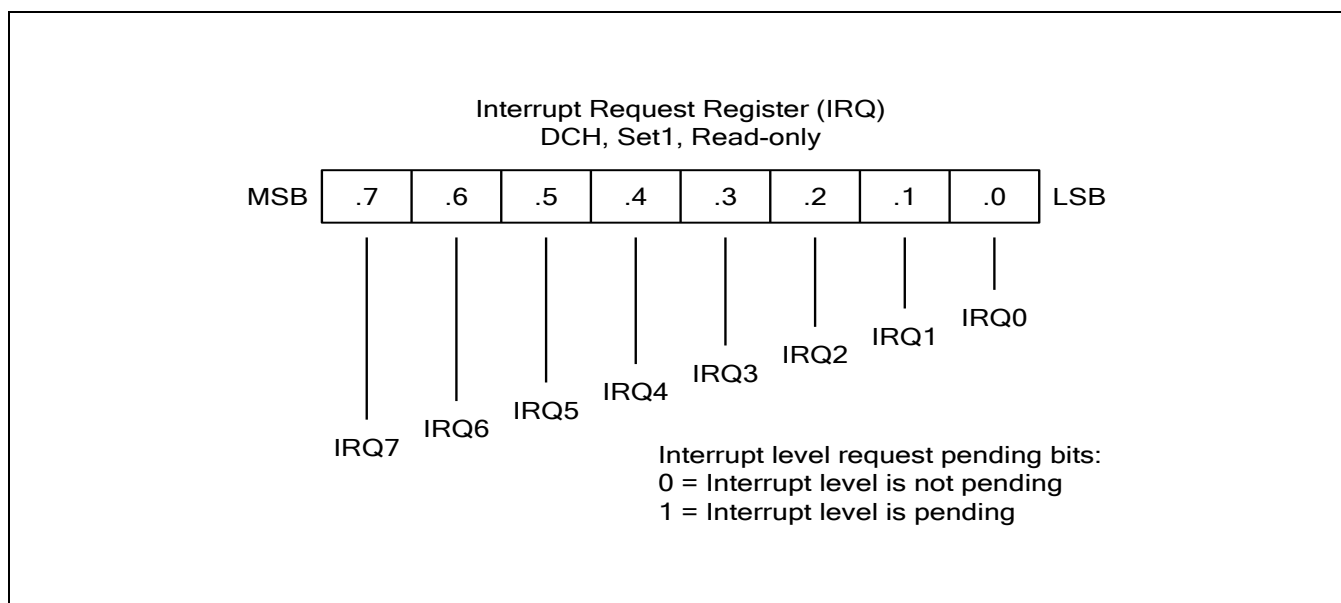 Interrupt Request Register (IRQ)
DCH, Set1, Read-only
MSB .7 .6 .5 .4 .3 .2 .1 .0 LSB
IRQ0
IRQ1
IRQ2
IRQ3
IRQ4
IRQ5
IRQ6
IRQ7
Interrupt level request pending bits:
0 = Interrupt level is not pending
1 = Interrupt level is pending